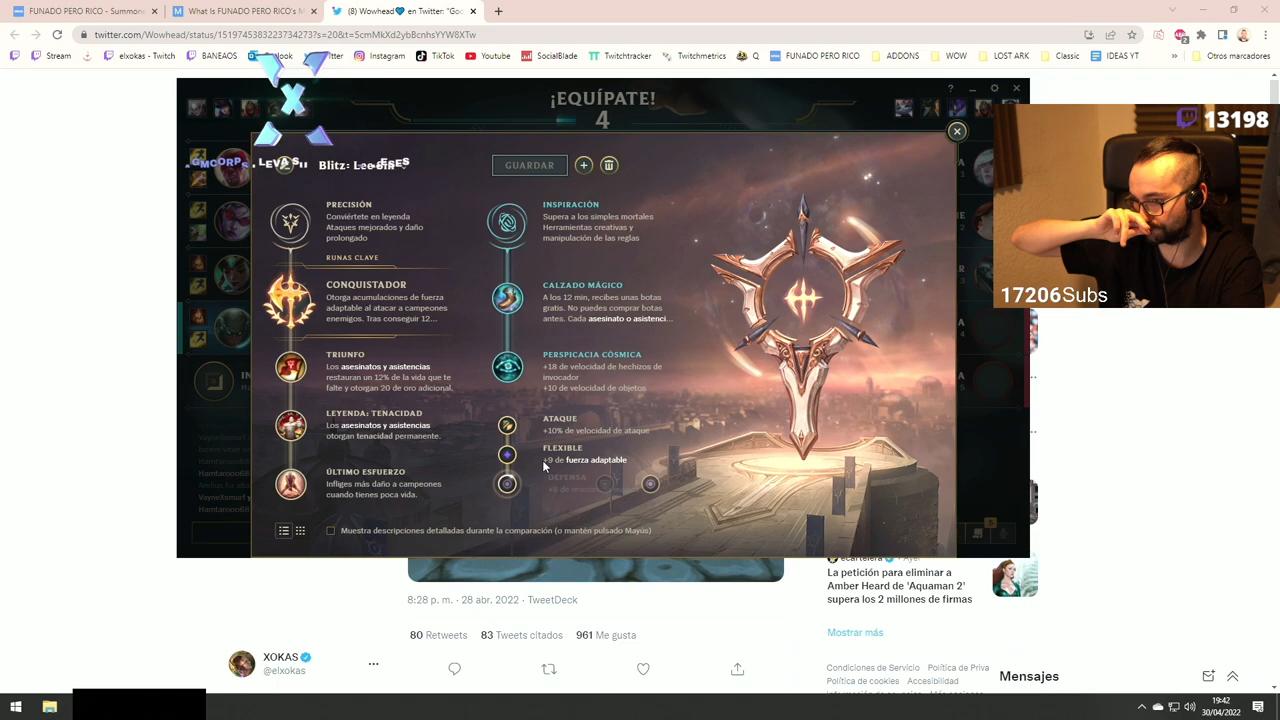 FUNADO PERO RICO - Summone
What Is FUNADO PERO RICO's M
Blitz on Twitter: "Goo
twitter.com/Wowhead/status/1519745383223734273?s=20&t=5cmMkXd2ybBcnhsYYW8XTw
Stream
elxokas - Twitch
BANEAOS
Instagram
TikTok
Youtube
SocialBlade
Twitchtracker
Twitchmetrics
Q
FUNADO PERO RICO
ADDONS
WOW
LOST ARK
Classic
IDEAS YT
Otros marcadores
¡EQUÍPATE!
4
X
13198
17206Subs
GUARDAR
PRECISIÓN
Conviértete en leyenda
Ataques mejorados y daño
prolongado
RUNAS CLAVE
CONQUISTADOR
Otorga acumulaciones de fuerza
adaptable al atacar a campeones
enemigos. Tras conseguir 12...
TRIUNFO
Los asesinatos y asistencias
restauran un 12% de la vida que te
falte y otorgan 20 de oro adicional.
LEYENDA: TENACIDAD
Los asesinatos y asistencias
otorgan tenacidad permanente.
ÚLTIMO ESFUERZO
Infliges más daño a campeones
cuando tienes poca vida.
INSPIRACIÓN
Supera a los simples mortales
Herramientas creativas y
manipulación de las reglas
CALZADO MÁGICO
A los 12 min, recibes unas botas
gratis. No puedes comprar botas
antes. Cada asesinato o asistenci...
PERSPICACIA CÓSMICA
+18 de velocidad de hechizos de
invocador
+10 de velocidad de objetos
ATAQUE
+10% de velocidad de ataque
FLEXIBLE
+9 de fuerza adaptable
DEFENSA
Muestra descripciones detalladas durante la comparación (o mantén pulsado Mayús)
8:28 p. m. · 28 abr. 2022 · TweetDeck
80 Retweets 83 Tweets citados 961 Me gusta
XOKAS
@elxokas
La petición para eliminar a
Amber Heard de 'Aquaman 2'
supera los 2 millones de firmas
Mostrar más
Condiciones de Servicio Política de Priva
Política de cookies Accesibilidad
Mensajes
19:42
30/04/2022